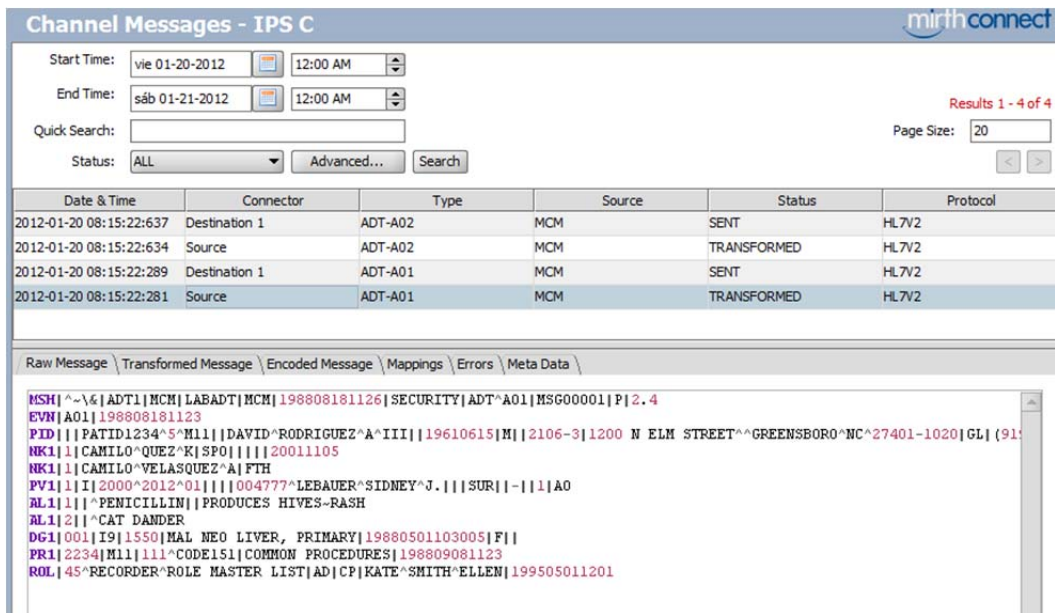 Channel Messages - IPS C
mirthconnect
Start Time: vie 01-20-2012 12:00 AM
End Time: sáb 01-21-2012 12:00 AM
Results 1 - 4 of 4
Quick Search:
Page Size: 20
Status: ALL Advanced... Search < >
Date & Time Connector Type Source Status Protocol
2012-01-20 08:15:22:637 Destination 1 ADT-A02 MCM SENT HL7V2
2012-01-20 08:15:22:634 Source ADT-A02 MCM TRANSFORMED HL7V2
2012-01-20 08:15:22:289 Destination 1 ADT-A01 MCM SENT HL7V2
2012-01-20 08:15:22:281 Source ADT-A01 MCM TRANSFORMED HL7V2
Raw Message Transformed Message Encoded Message Mappings Errors Meta Data
MSH|^~\&|ADT1|MCM|LABADT|MCM|198808181126|SECURITY|ADT^A01|MSG00001|P|2.4
EVN|A01|198808181123
PID|||PATID1234^5^M11||DAVID^RODRIGUEZ^A^III||19610615|M||2106-3|1200 N ELM STREET^^GREENSBORO^NC^27401-1020|GL|(91
NK1|1|CAMILO^QUEZ^K|SPO|||||20011105
NK1|1|CAMILO^VELASQUEZ^A|FTH
PV1|1|I|2000^2012^01||||004777^LEBAUER^SIDNEY^J.|||SUR||-||1|A0
AL1|1||^PENICILLIN||PRODUCES HIVES~RASH
AL1|2||^CAT DANDER
DG1|001|I9|1550|MAL NEO LIVER, PRIMARY|19880501103005|F||
PR1|2234|M11|111^CODE151|COMMON PROCEDURES|198809081123
ROL|45^RECORDER^ROLE MASTER LIST|AD|CP|KATE^SMITH^ELLEN|199505011201